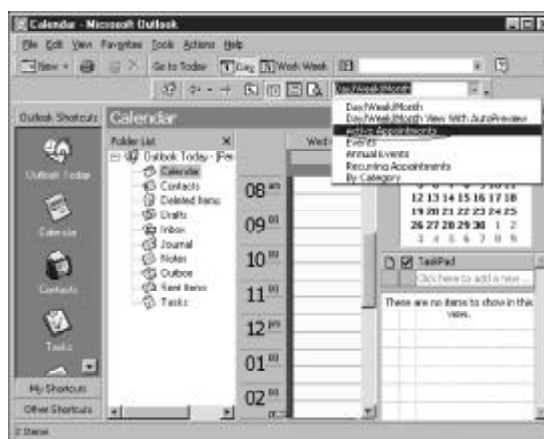 Calendar - Microsoft Outlook
File Edit View Favorites Tools Actions Help
New Go to Today Day Work Week
Day/Week/Month
Outlook Shortcuts
Calendar
Day/Week/Month
Day/Week/Month View With AutoPreview
Active Appointments
Events
Annual Events
Recurring Appointments
By Category
Folder List
Wed
Outlook Today
Outlook Today - [Per
Calendar
Contacts
Deleted Items
Drafts
Inbox
Journal
Notes
Outbox
Sent Items
Tasks
Calendar
Contacts
Tasks
My Shortcuts
Other Shortcuts
08 am
09 00
10 00
11 00
12 pm
01 00
02 00
12 13 14 15 16 17 18
19 20 21 22 23 24 25
26 27 28 29 30 1 2
3 4 5 6 7 8 9
TaskPad
Click here to add a new ...
There are no items to show in this
view.
2 Items